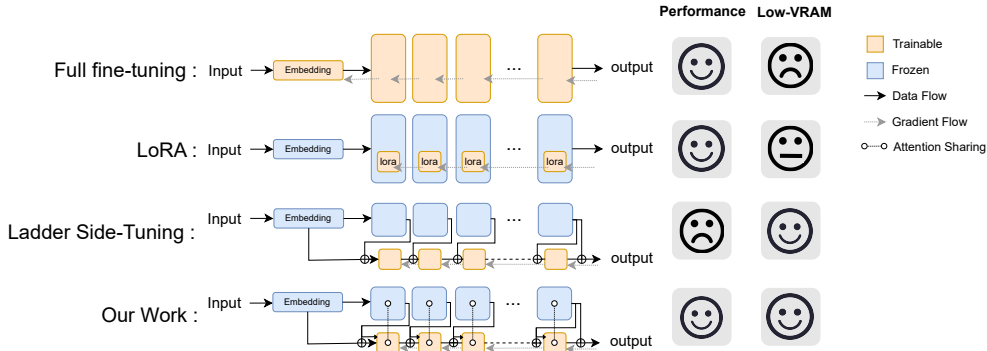 Performance Low-VRAM
Full fine-tuning : Input Embedding ... output
LoRA : Input Embedding lora lora lora ... lora output
Ladder Side-Tuning : Input Embedding ... output
Our Work : Input Embedding ... output
Trainable
Frozen
Data Flow
Gradient Flow
Attention Sharing